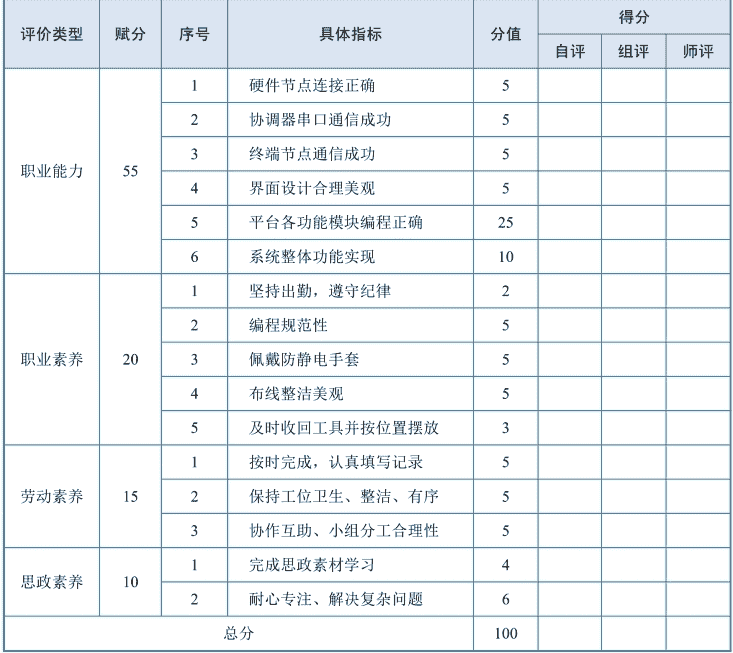 评价类型 赋分 序号 具体指标 分值 得分
自评 组评 师评
职业能力 55
1 硬件节点连接正确 5
2 协调器串口通信成功 5
3 终端节点通信成功 5
4 界面设计合理美观 5
5 平台各功能模块编程正确 25
6 系统整体功能实现 10
职业素养 20
1 坚持出勤，遵守纪律 2
2 编程规范性 5
3 佩戴防静电手套 5
4 布线整洁美观 5
5 及时收回工具并按位置摆放 3
劳动素养 15
1 按时完成，认真填写记录 5
2 保持工位卫生、整洁、有序 5
3 协作互助、小组分工合理性 5
思政素养 10
1 完成思政素材学习 4
2 耐心专注、解决复杂问题 6
总分 100